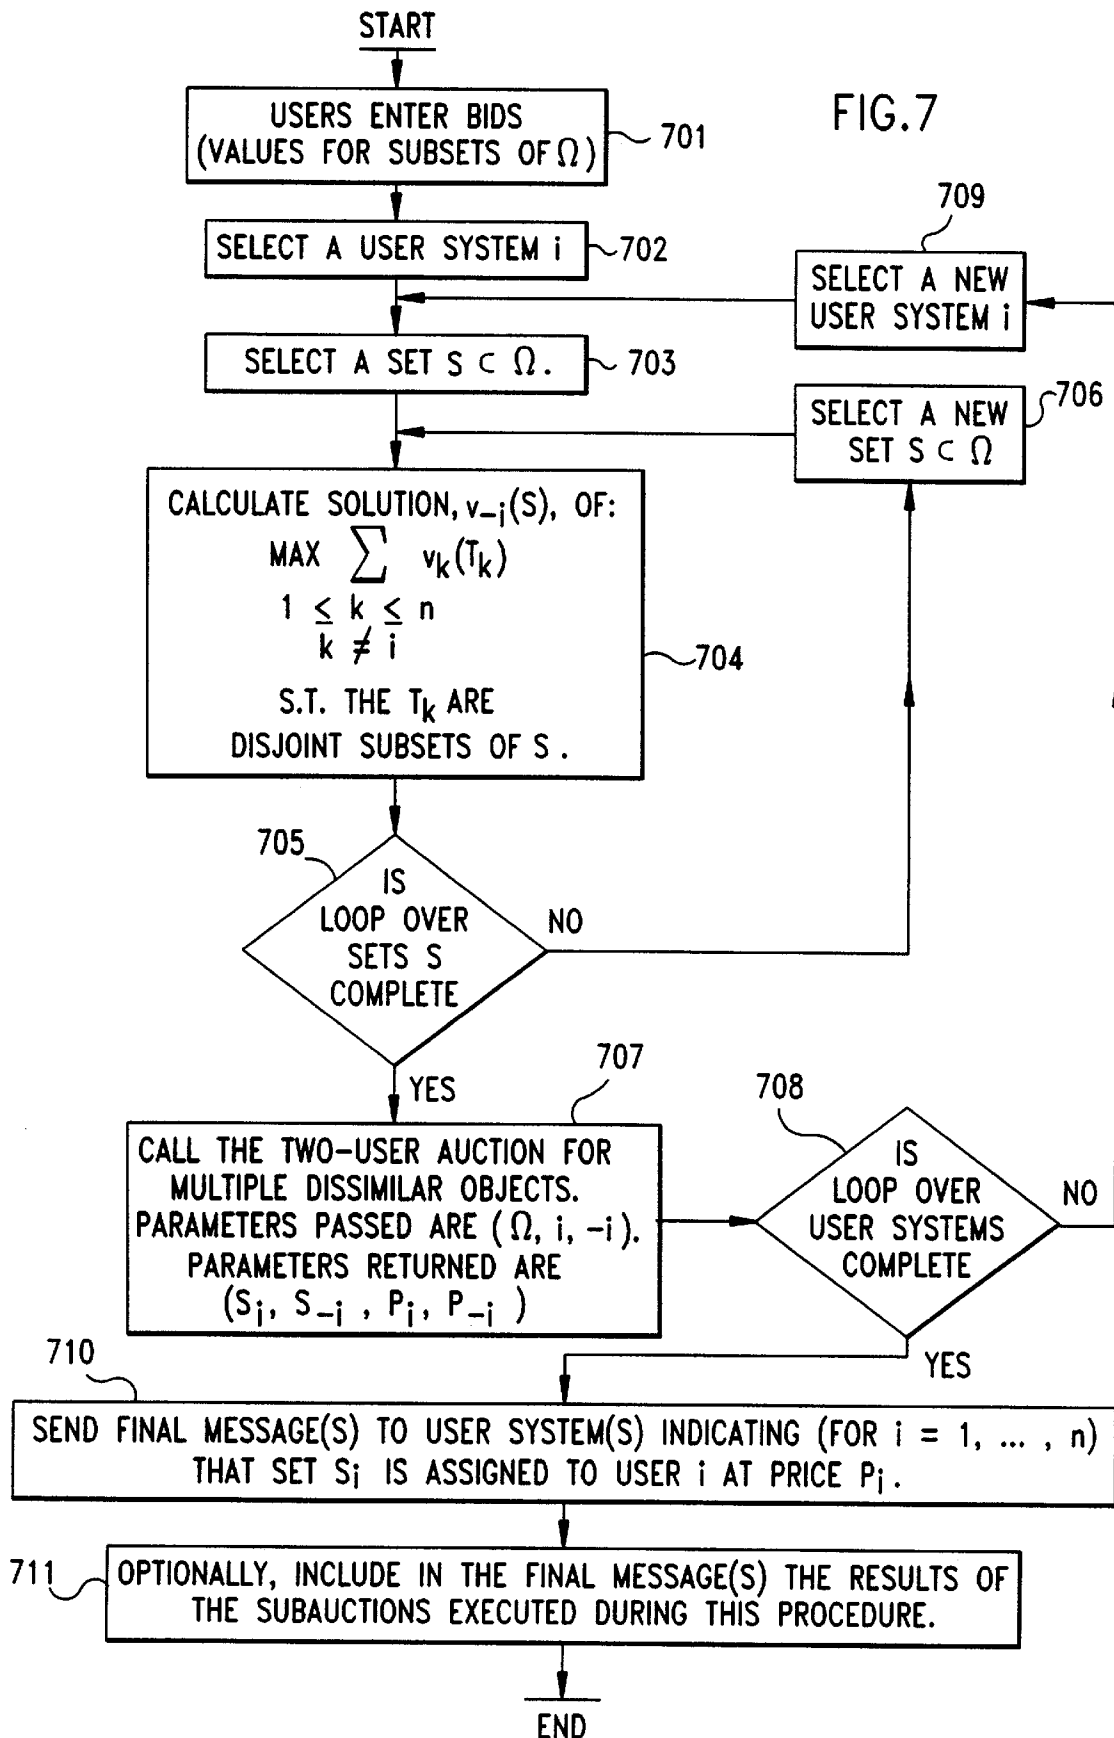 START
FIG.7
USERS ENTER BIDS
(VALUES FOR SUBSETS OF Ω)
701
SELECT A USER SYSTEM i
702
709
SELECT A NEW
USER SYSTEM i
SELECT A SET S ⊂ Ω.
703
706
SELECT A NEW
SET S ⊂ Ω
CALCULATE SOLUTION, v–i(S), OF:
MAX ∑ vk(Tk)
1 ≤ k ≤ n
k ≠ i
S.T. THE Tk ARE
DISJOINT SUBSETS OF S .
704
705
IS
LOOP OVER
SETS S
COMPLETE
NO
YES
707
CALL THE TWO-USER AUCTION FOR
MULTIPLE DISSIMILAR OBJECTS.
PARAMETERS PASSED ARE (Ω, i, -i).
PARAMETERS RETURNED ARE
(Si, S–i , Pi, P–i )
708
IS
LOOP OVER
USER SYSTEMS
COMPLETE
NO
YES
710
SEND FINAL MESSAGE(S) TO USER SYSTEM(S) INDICATING (FOR i = 1, ... , n)
THAT SET Si IS ASSIGNED TO USER i AT PRICE Pi .
711
OPTIONALLY, INCLUDE IN THE FINAL MESSAGE(S) THE RESULTS OF
THE SUBAUCTIONS EXECUTED DURING THIS PROCEDURE.
END